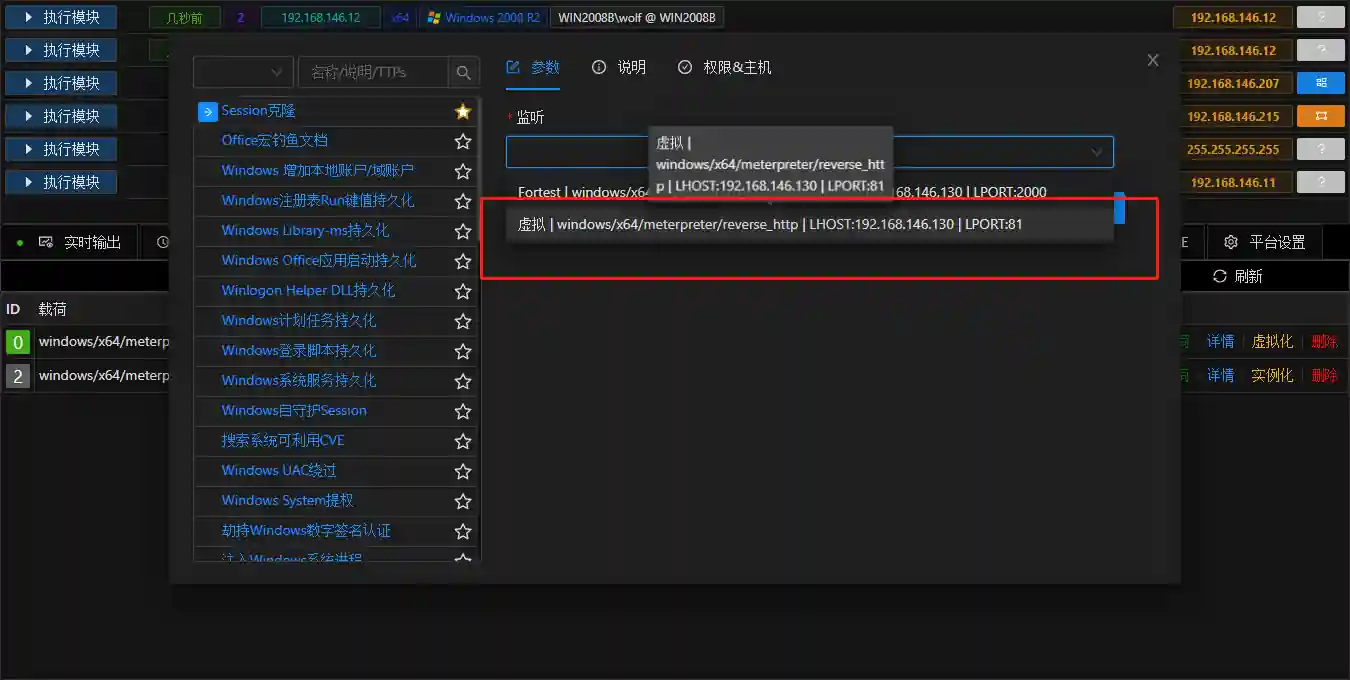 执行模块
几秒前
2
192.168.146.12
x64
Windows 2008 R2
WIN2008B\wolf @ WIN2008B
192.168.146.12
?
执行模块
192.168.146.12
?
执行模块
192.168.146.207
执行模块
192.168.146.215
执行模块
255.255.255.255
?
执行模块
192.168.146.11
?
名称/说明/TTPs
参数
说明
权限&主机
Session克隆
Office宏钓鱼文档
Windows 增加本地账户/域账户
Windows注册表Run键值持久化
Windows Library-ms持久化
Windows Office应用启动持久化
Winlogon Helper DLL持久化
Windows计划任务持久化
Windows登录脚本持久化
Windows系统服务持久化
Windows自守护Session
搜索系统可利用CVE
Windows UAC绕过
Windows System提权
劫持Windows数字签名认证
注入Windows系统进程
* 监听
虚拟 |
windows/x64/meterpreter/reverse_htt
p | LHOST:192.168.146.130 | LPORT:81
Fortest | windows/x64
68.146.130 | LPORT:2000
虚拟 | windows/x64/meterpreter/reverse_http | LHOST:192.168.146.130 | LPORT:81
实时输出
E
平台设置
刷新
ID
载荷
0
windows/x64/meterp
详情
虚拟化
删除
2
windows/x64/meterp
详情
实例化
删除